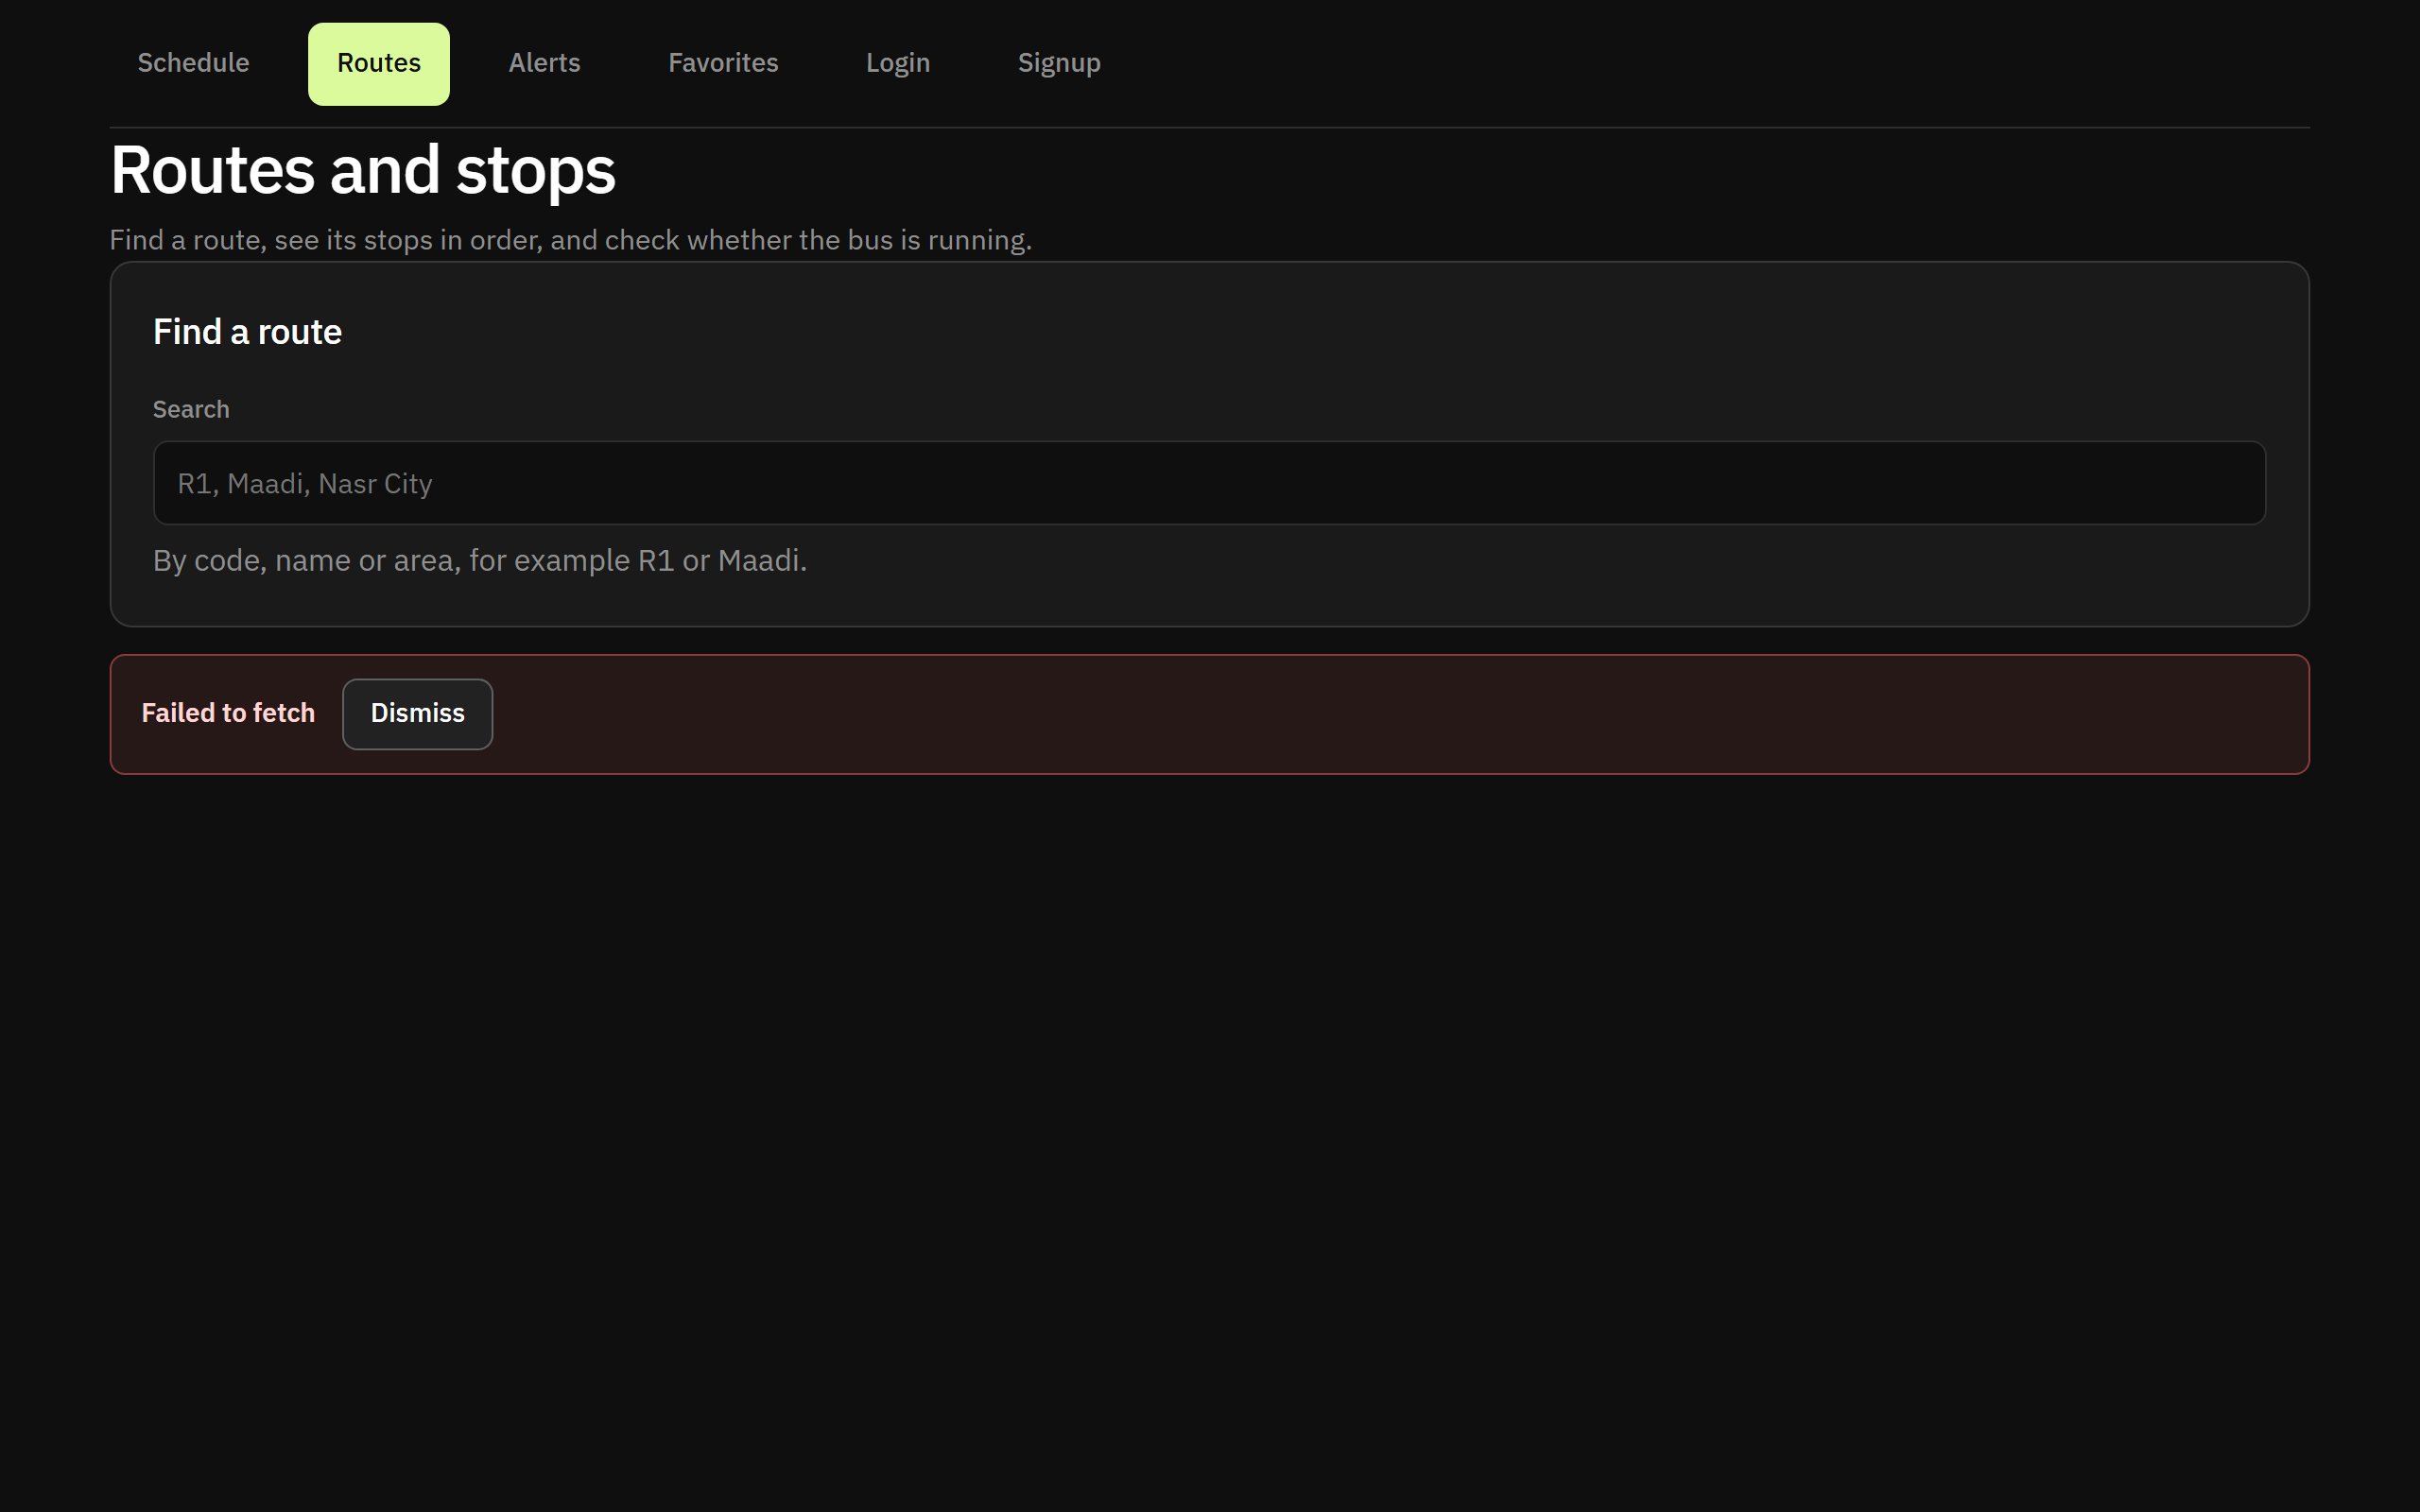 Schedule Routes Alerts Favorites Login Signup
Routes and stops
Find a route, see its stops in order, and check whether the bus is running.
Find a route
Search
R1, Maadi, Nasr City
By code, name or area, for example R1 or Maadi.
Failed to fetch Dismiss